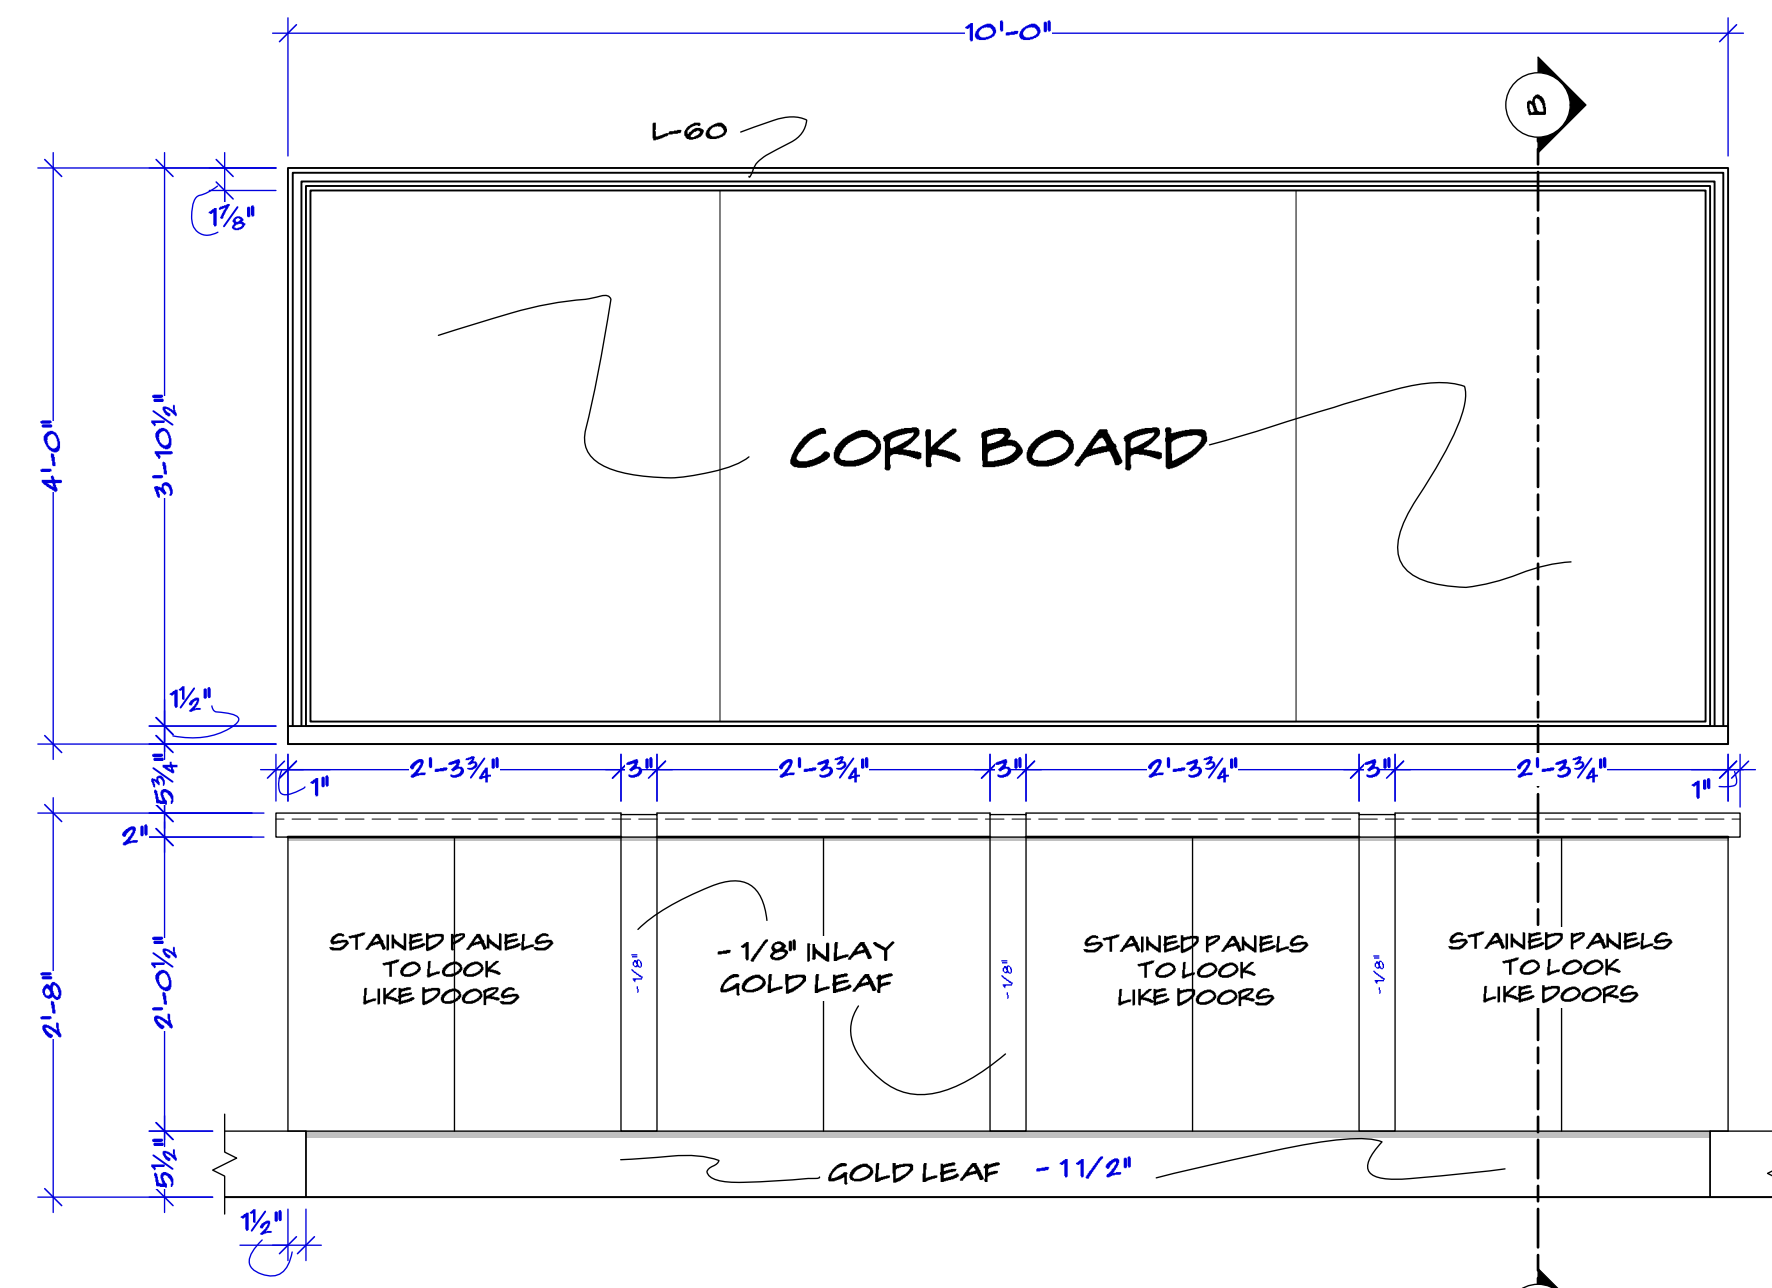 10'-0"
B
L-60
1⅞"
4'-0"
3'-10½"
CORK BOARD
1½"
5¾"
1"
2'-3¾"
3"
2'-3¾"
3"
2'-3¾"
3"
2'-3¾"
1"
2"
2'-8"
2'-0½"
STAINED PANELS
TO LOOK
LIKE DOORS
- 1/8"
- 1/8" INLAY
GOLD LEAF
- 1/8"
STAINED PANELS
TO LOOK
LIKE DOORS
- 1/8"
STAINED PANELS
TO LOOK
LIKE DOORS
5½"
GOLD LEAF - 1 1/2"
1½"